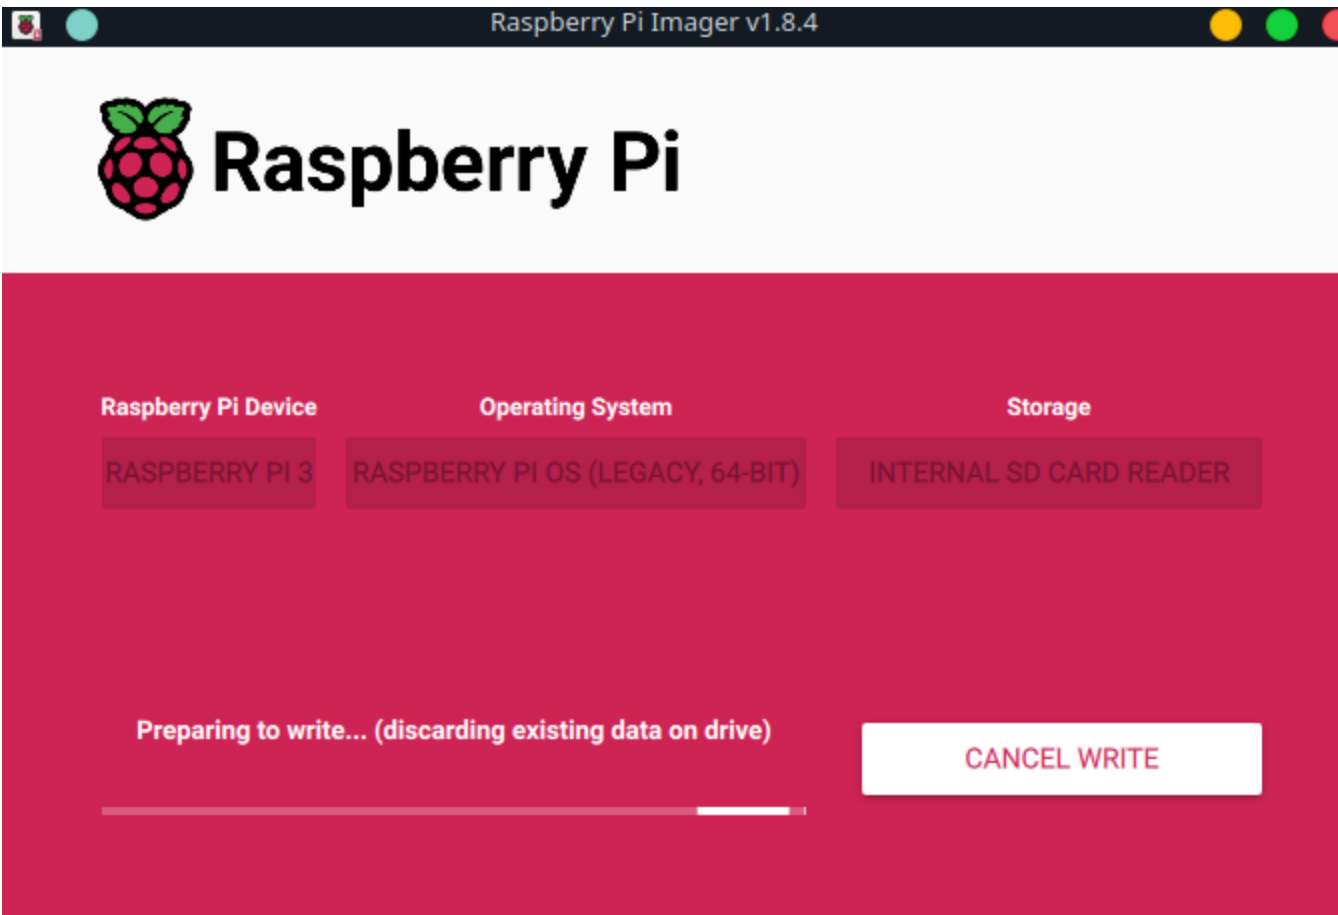 Raspberry Pi Imager v1.8.4
Raspberry Pi
Raspberry Pi Device
Operating System
Storage
RASPBERRY PI 3
RASPBERRY PI OS (LEGACY, 64-BIT)
INTERNAL SD CARD READER
Preparing to write... (discarding existing data on drive)
CANCEL WRITE